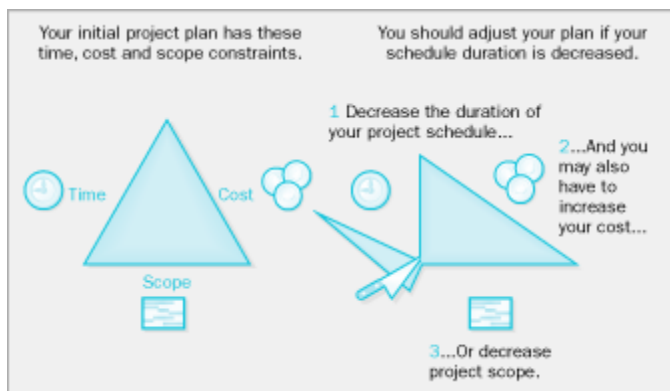 Your initial project plan has these
time, cost and scope constraints.
You should adjust your plan if your
schedule duration is decreased.
Time
Cost
Scope
1 Decrease the duration of
your project schedule...
2...And you
may also
have to
increase
your cost...
3...Or decrease
project scope.